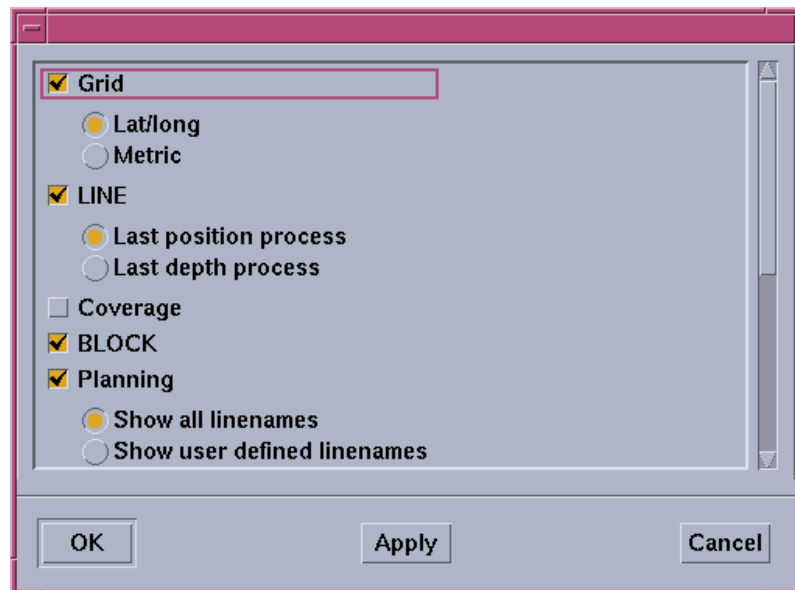 Grid
Lat/long
Metric
LINE
Last position process
Last depth process
Coverage
BLOCK
Planning
Show all linenames
Show user defined linenames
OK Apply Cancel